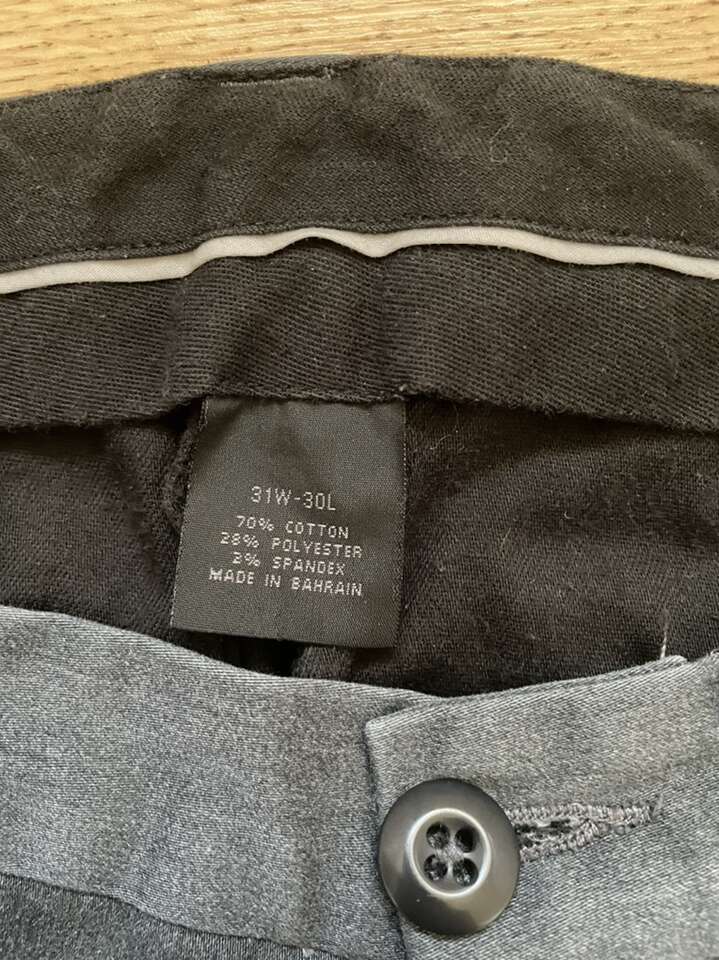 31W-30L
70% COTTON
28% POLYESTER
2% SPANDEX
MADE IN BAHRAIN